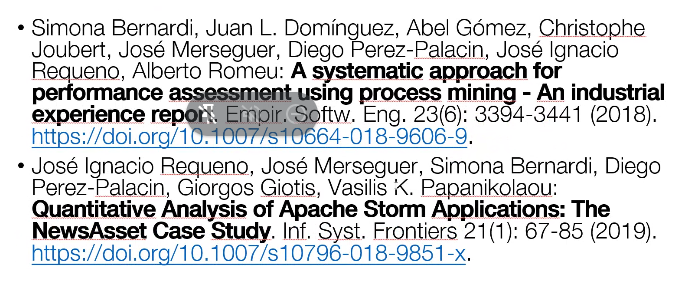 • Simona Bernardi, Juan L. Domínguez, Abel Gómez, Christophe
Joubert, José Merseguer, Diego Perez-Palacin, José Ignacio
Requeno, Alberto Romeu: A systematic approach for
performance assessment using process mining - An industrial
experience report. Empir. Softw. Eng. 23(6): 3394-3441 (2018).
https://doi.org/10.1007/s10664-018-9606-9.
• José Ignacio Requeno, José Merseguer, Simona Bernardi, Diego
Perez-Palacin, Giorgos Giotis, Vasilis K. Papanikolaou:
Quantitative Analysis of Apache Storm Applications: The
NewsAsset Case Study. Inf. Syst. Frontiers 21(1): 67-85 (2019).
https://doi.org/10.1007/s10796-018-9851-x.